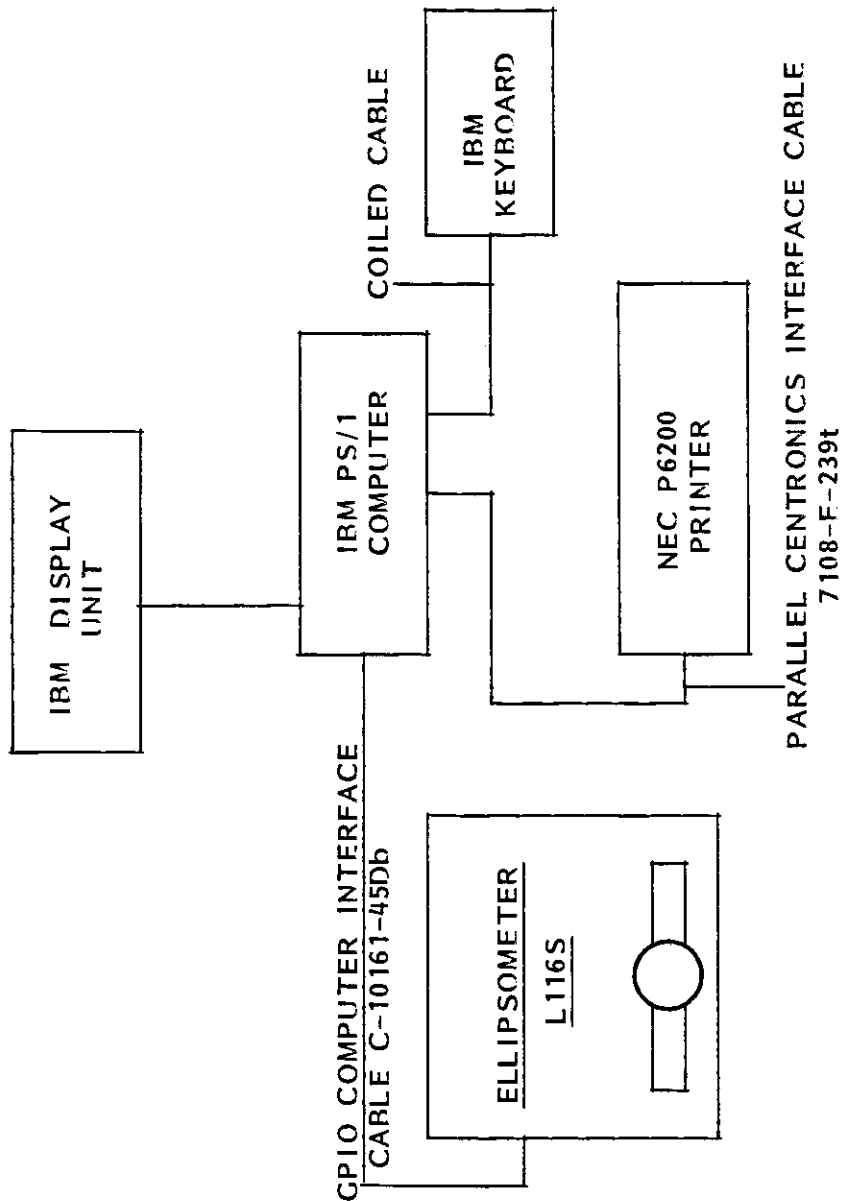 IBM DISPLAY
UNIT
IBM PS/1
COMPUTER
COILED CABLE
IBM
KEYBOARD
GPIO COMPUTER INTERFACE
CABLE C-10161-45Db
ELLIPSOMETER
L116S
NEC P6200
PRINTER
PARALLEL CENTRONICS INTERFACE CABLE
7108-E-239t